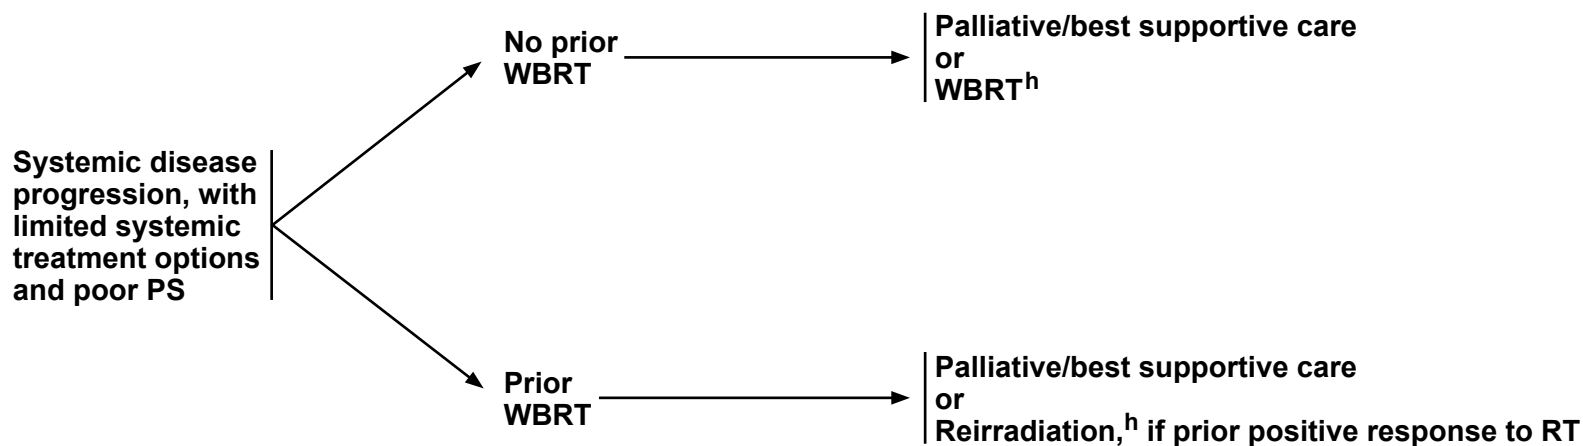 Systemic disease
progression, with
limited systemic
treatment options
and poor PS
No prior
WBRT
Palliative/best supportive care
or
WBRTʰ
Prior
WBRT
Palliative/best supportive care
or
Reirradiation,ʰ if prior positive response to RT